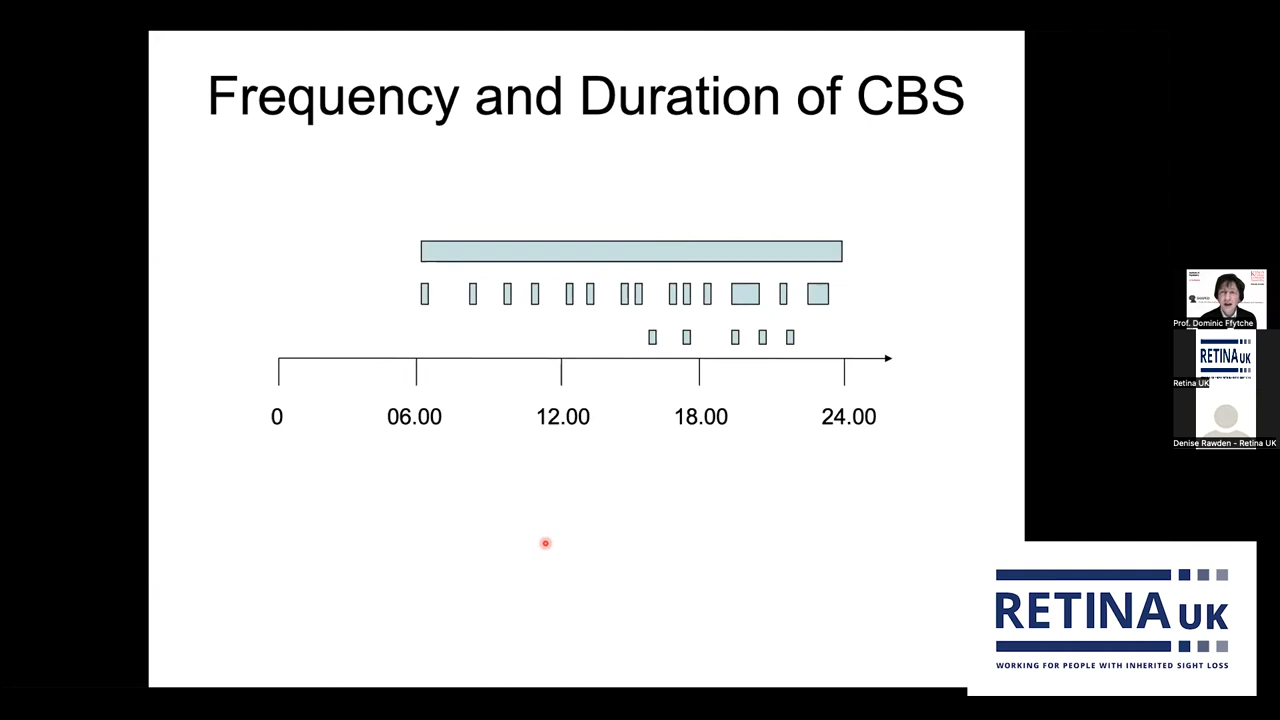 Frequency and Duration of CBS
0 06.00 12.00 18.00 24.00
Prof. Dominic Ffytche
RETINA UK
Retina UK
Denise Rawden - Retina UK
RETINA UK
WORKING FOR PEOPLE WITH INHERITED SIGHT LOSS